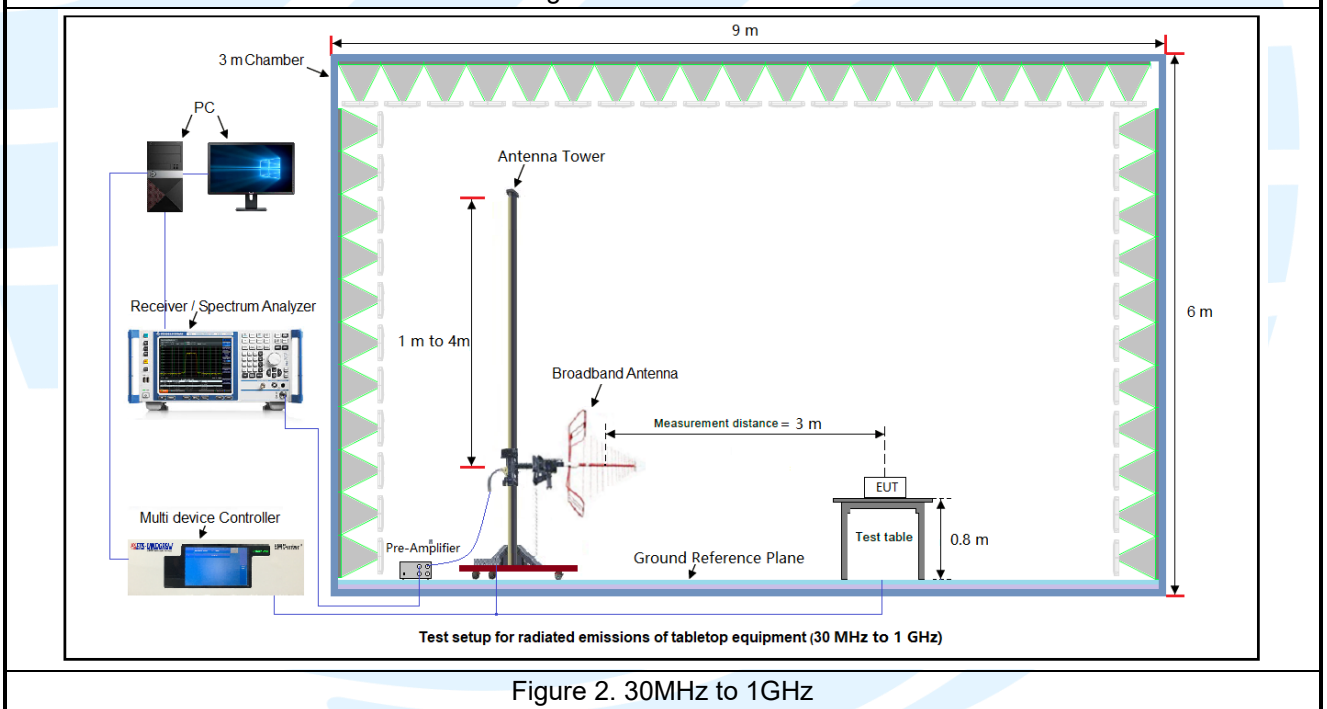 9 m
3 m Chamber
PC
Antenna Tower
Receiver / Spectrum Analyzer
1 m to 4m
6 m
Broadband Antenna
Measurement distance = 3 m
EUT
Multi device Controller
Pre-Amplifier
Test table
0.8 m
Ground Reference Plane
Test setup for radiated emissions of tabletop equipment (30 MHz to 1 GHz)
Figure 2. 30MHz to 1GHz